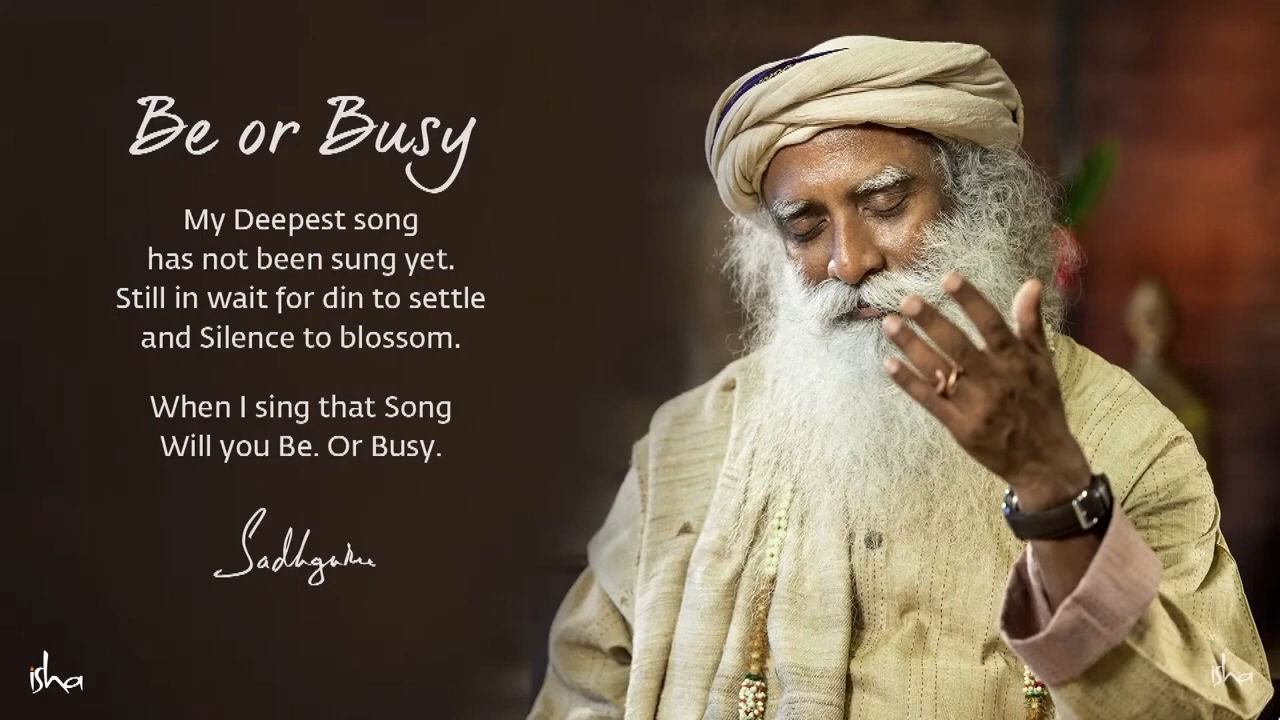 Be or Busy
My Deepest song
has not been sung yet.
Still in wait for din to settle
and Silence to blossom.
When I sing that Song
Will you Be. Or Busy.
Sadhguru
isha
isha